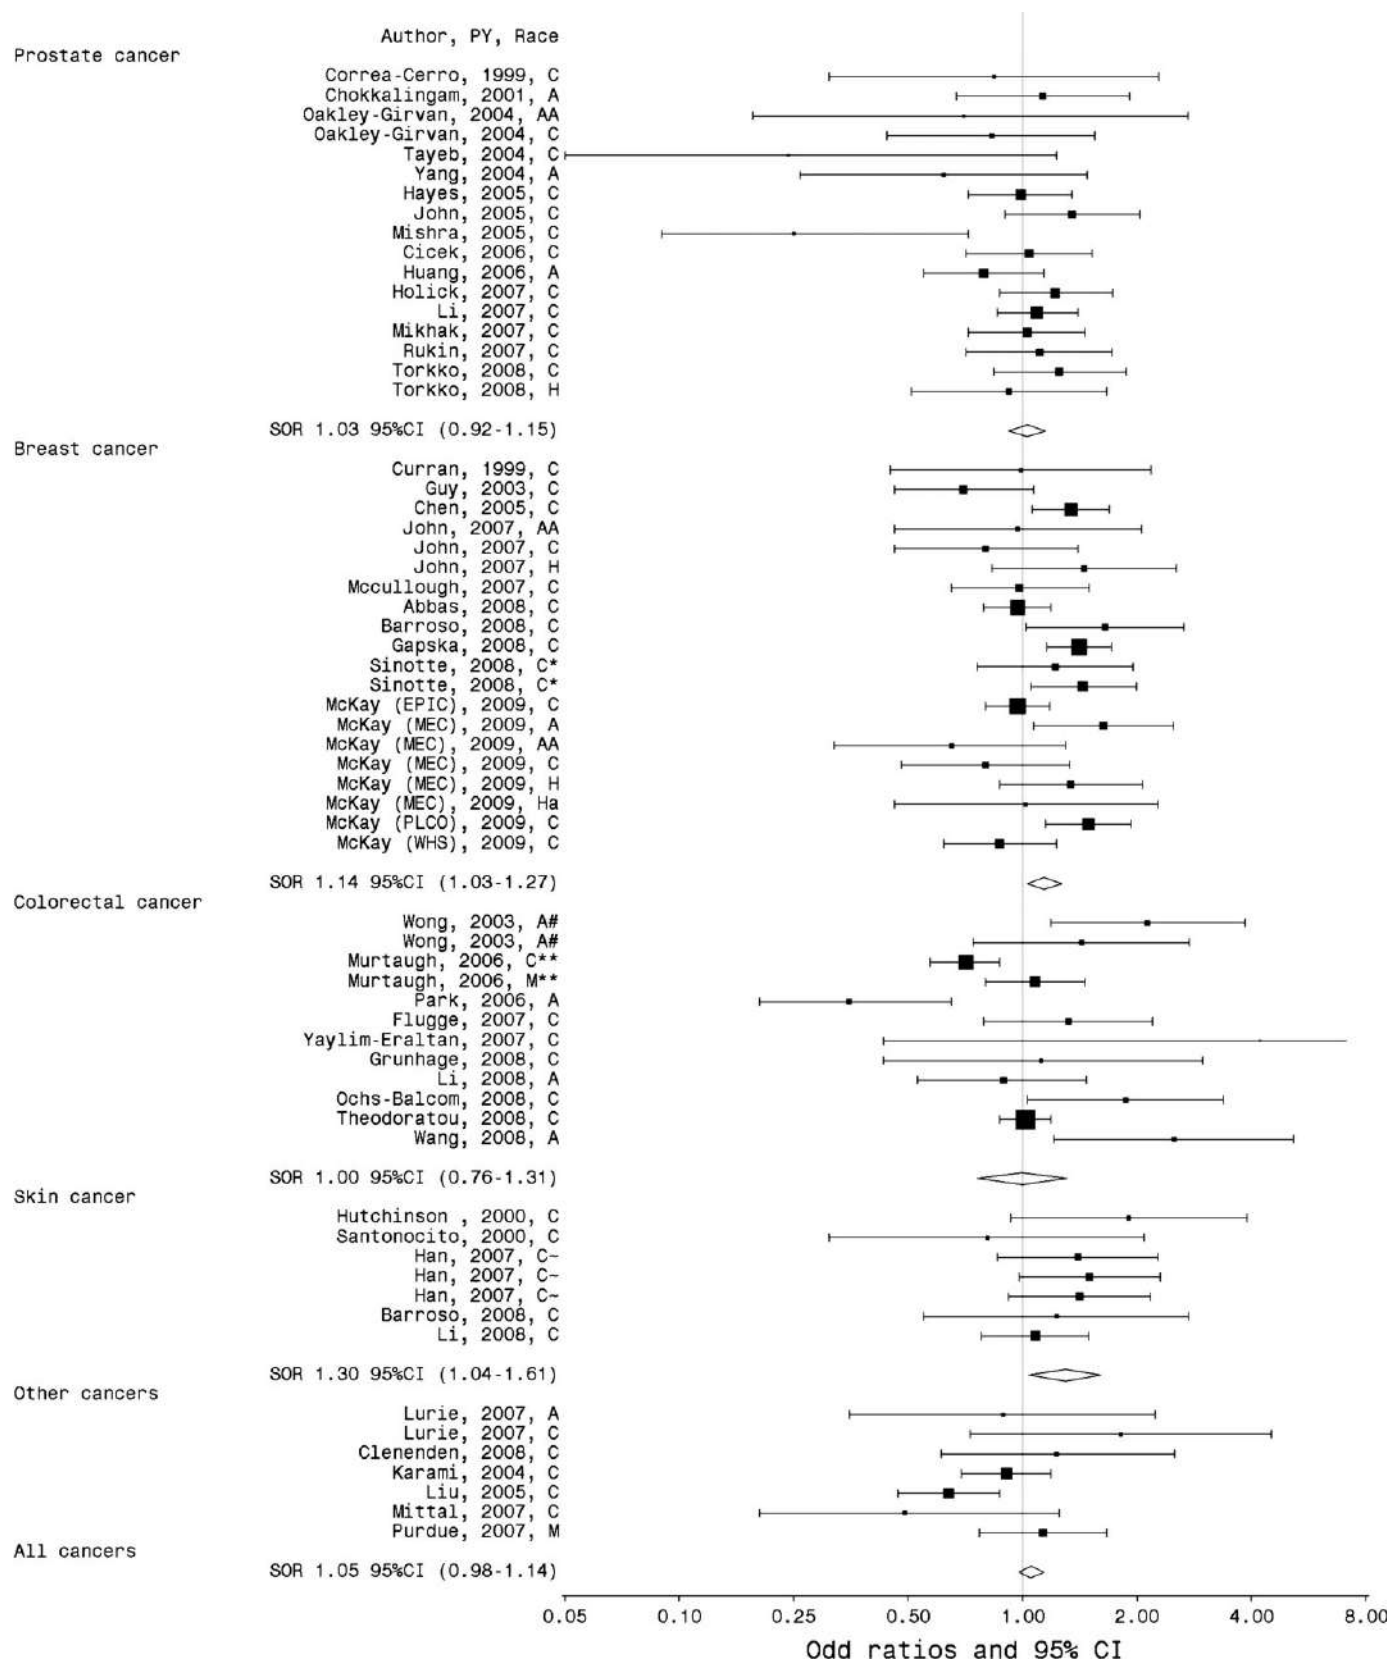 Author, PY, Race
Prostate cancer
Correa-Cerro, 1999, C
Chokkalingam, 2001, A
Oakley-Girvan, 2004, AA
Oakley-Girvan, 2004, C
Tayeb, 2004, C
Yang, 2004, A
Hayes, 2005, C
John, 2005, C
Mishra, 2005, C
Cicek, 2006, C
Huang, 2006, A
Holick, 2007, C
Li, 2007, C
Mikhak, 2007, C
Rukin, 2007, C
Torkko, 2008, C
Torkko, 2008, H
SOR 1.03 95%CI (0.92-1.15)
Breast cancer
Curran, 1999, C
Guy, 2003, C
Chen, 2005, C
John, 2007, AA
John, 2007, C
John, 2007, H
Mccullough, 2007, C
Abbas, 2008, C
Barroso, 2008, C
Gapska, 2008, C
Sinotte, 2008, C*
Sinotte, 2008, C*
McKay (EPIC), 2009, C
McKay (MEC), 2009, A
McKay (MEC), 2009, AA
McKay (MEC), 2009, C
McKay (MEC), 2009, H
McKay (MEC), 2009, Ha
McKay (PLCO), 2009, C
McKay (WHS), 2009, C
SOR 1.14 95%CI (1.03-1.27)
Colorectal cancer
Wong, 2003, A#
Wong, 2003, A#
Murtaugh, 2006, C**
Murtaugh, 2006, M**
Park, 2006, A
Flugge, 2007, C
Yaylim-Eraltan, 2007, C
Grunhage, 2008, C
Li, 2008, A
Ochs-Balcom, 2008, C
Theodoratou, 2008, C
Wang, 2008, A
SOR 1.00 95%CI (0.76-1.31)
Skin cancer
Hutchinson , 2000, C
Santonocito, 2000, C
Han, 2007, C~
Han, 2007, C~
Han, 2007, C~
Barroso, 2008, C
Li, 2008, C
SOR 1.30 95%CI (1.04-1.61)
Other cancers
Lurie, 2007, A
Lurie, 2007, C
Clenenden, 2008, C
Karami, 2004, C
Liu, 2005, C
Mittal, 2007, C
Purdue, 2007, M
All cancers
SOR 1.05 95%CI (0.98-1.14)
0.05 0.10 0.25 0.50 1.00 2.00 4.00 8.00
Odd ratios and 95% CI